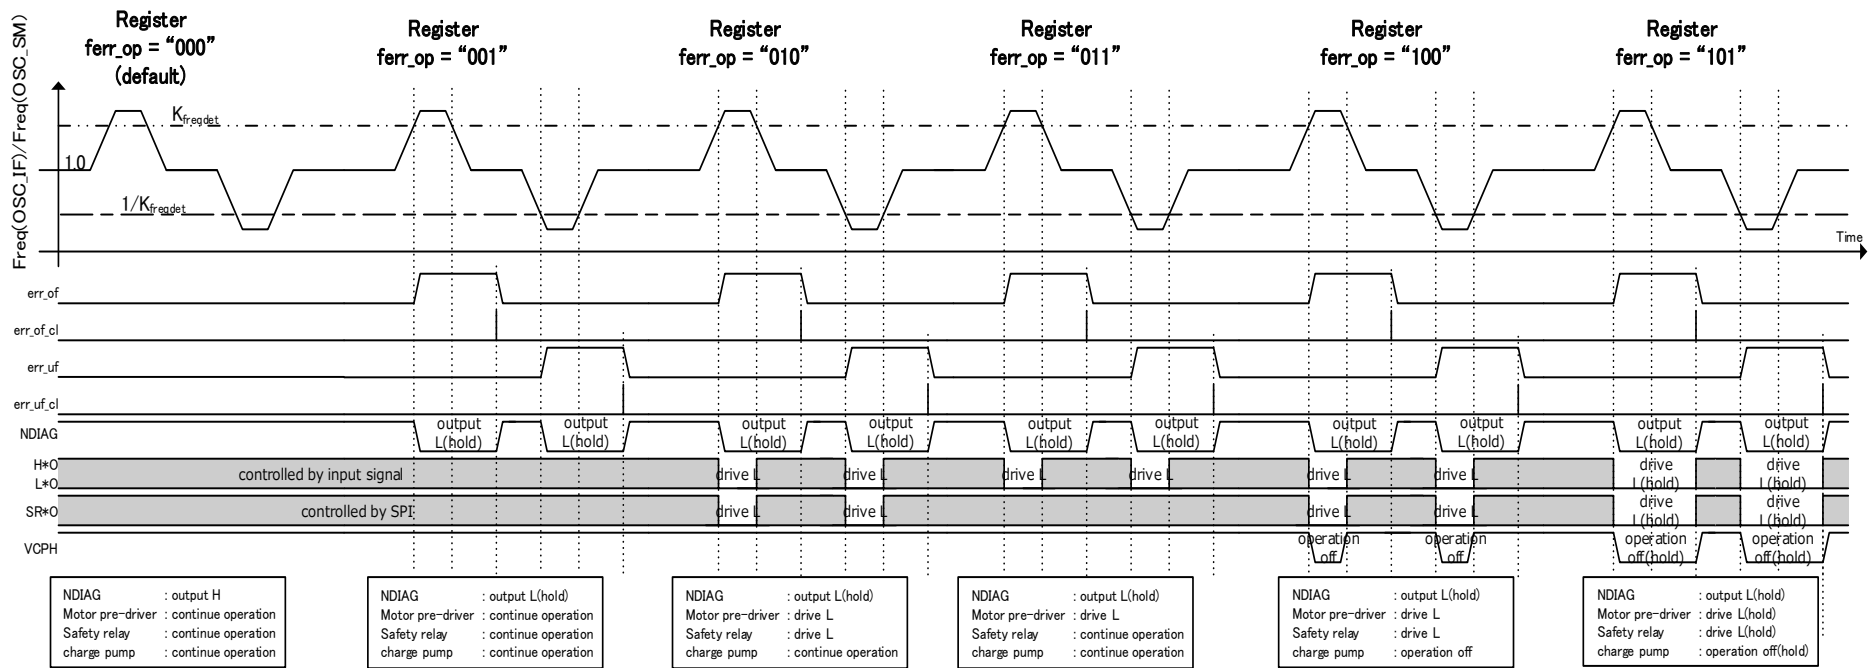 Register
ferr_op = “000”
(default)
Register
ferr_op = “001”
Register
ferr_op = “010”
Register
ferr_op = “011”
Register
ferr_op = “100”
Register
ferr_op = “101”
Freq(OSC_IF)/Freq(OSC_SM)
Kfreqdet
1.0
1/Kfreqdet
Time
err_of
err_of_cl
err_uf
err_uf_cl
NDIAG
output
L(hold)
output
L(hold)
output
L(hold)
output
L(hold)
output
L(hold)
output
L(hold)
output
L(hold)
output
L(hold)
output
L(hold)
output
L(hold)
H*O
L*O
controlled by input signal
drive L
drive L
drive L
drive L
drive L
drive L
drive
L(hold)
drive
L(hold)
SR*O
controlled by SPI
drive L
drive L
drive L
drive L
drive
L(hold)
drive
L(hold)
VCPH
operation
off
operation
off
operation
off(hold)
operation
off(hold)
NDIAG : output H
Motor pre-driver : continue operation
Safety relay : continue operation
charge pump : continue operation
NDIAG : output L(hold)
Motor pre-driver : continue operation
Safety relay : continue operation
charge pump : continue operation
NDIAG : output L(hold)
Motor pre-driver : drive L
Safety relay : drive L
charge pump : continue operation
NDIAG : output L(hold)
Motor pre-driver : drive L
Safety relay : continue operation
charge pump : continue operation
NDIAG : output L(hold)
Motor pre-driver : drive L
Safety relay : drive L
charge pump : operation off
NDIAG : output L(hold)
Motor pre-driver : drive L(hold)
Safety relay : drive L(hold)
charge pump : operation off(hold)